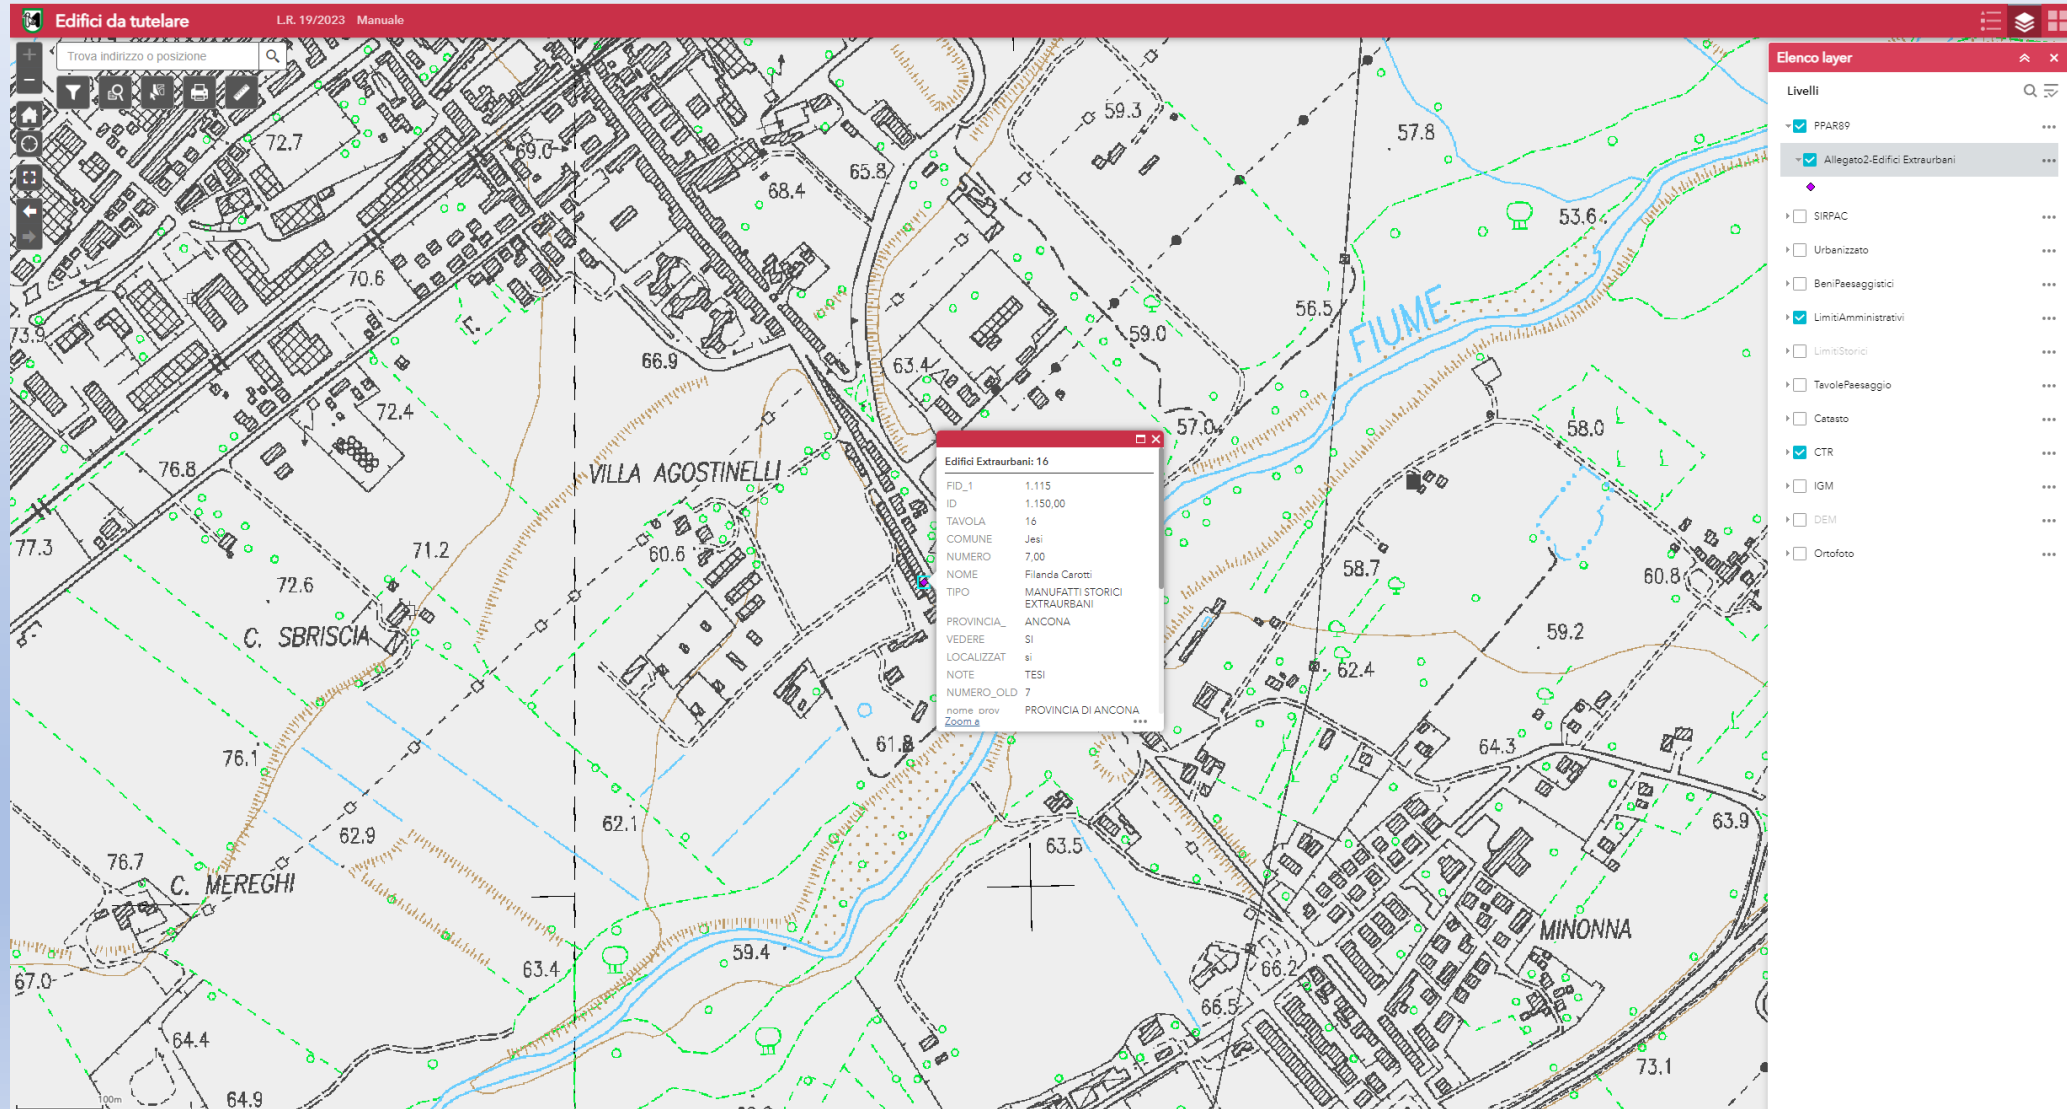 Edifici da tutelare
L.R. 19/2023 Manuale
Trova indirizzo o posizione
Elenco layer
Livelli
PPAR89
Allegato2-Edifici Extraurbani
SIRPAC
Urbanizzato
BeniPaesaggistici
LimitiAmministrativi
LimitiStorici
TavolePaesaggio
Catasto
CTR
IGM
DEM
Ortofoto
Edifici Extraurbani: 16
FID_1 1.115
ID 1.150,00
TAVOLA 16
COMUNE Jesi
NUMERO 7,00
NOME Filanda Carotti
TIPO MANUFATTI STORICI
EXTRAURBANI
PROVINCIA_ ANCONA
VEDERE SI
LOCALIZZAT si
NOTE TESI
NUMERO_OLD 7
nome_prov PROVINCIA DI ANCONA
Zoom a
59.3
57.8
72.7
69.0
65.8
68.4
53.6
70.6
56.5
FIUME
59.0
73.9
66.9
63.4
72.4
57.0
58.0
76.8
VILLA AGOSTINELLI
77.3
71.2
60.6
58.7
60.8
72.6
C. SBRISCIA
59.2
62.4
76.1
61.8
64.3
62.9
62.1
63.9
76.7
63.5
C. MEREGHI
MINONNA
59.4
63.4
66.2
67.0
66.5
64.4
73.1
64.9
100m